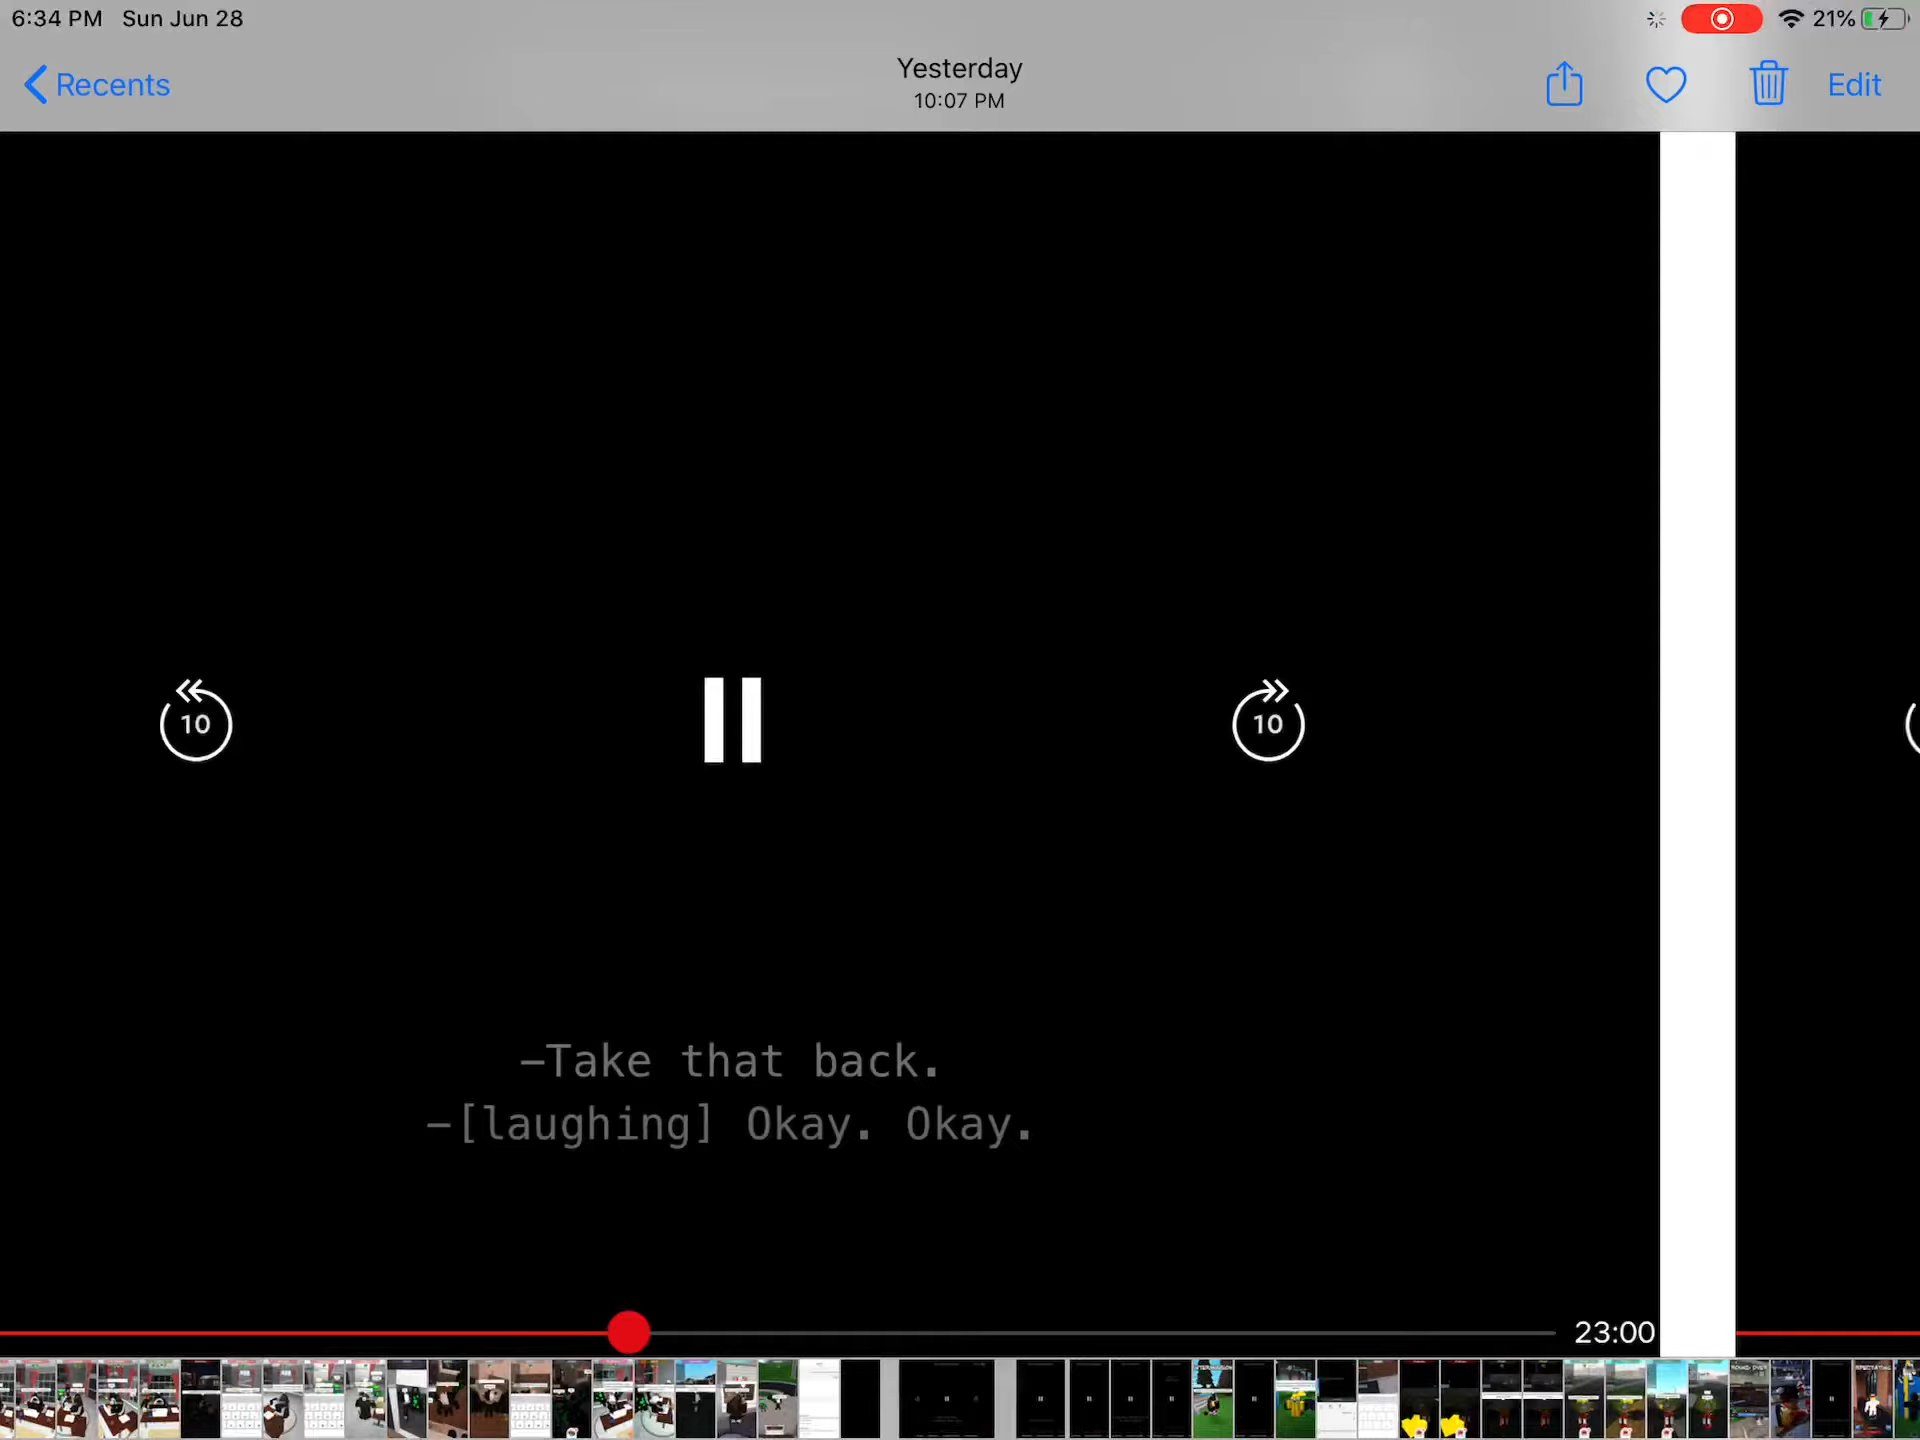 6:34 PM Sun Jun 28
21%
Recents
Yesterday
10:07 PM
Edit
10
10
-Take that back.
-[laughing] Okay. Okay.
23:00